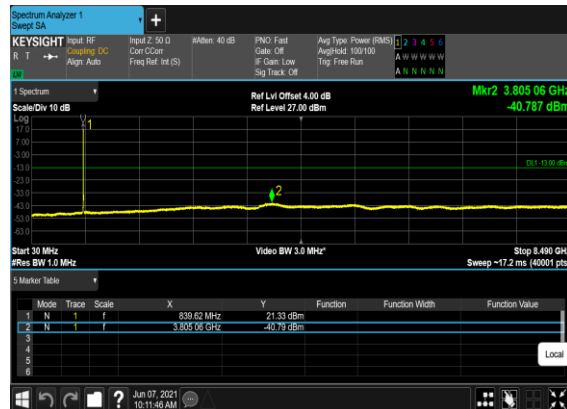 Spectrum Analyzer 1
Swept SA
+
KEYSIGHT Input: RF Input Z: 50 Ω #Atten: 40 dB PNO: Fast Avg Type: Power (RMS) 1 2 3 4 5 6
R T Coupling: DC Corr CCorr Gate: Off Avg|Hold: 100/100 A W W W W W
Align: Auto Freq Ref: Int (S) IF Gain: Low Trig: Free Run
Sig Track: Off A N N N N N
1 Spectrum Ref Lvl Offset 4.00 dB Mkr2 3.805 06 GHz
Scale/Div 10 dB Ref Level 27.00 dBm -40.787 dBm
Log
17.0 1
7.00
-3.00
-13.0 DL1 -13.00 dBm
-23.0
-33.0 2
-43.0
-53.0
-63.0
Start 30 MHz Video BW 3.0 MHz* Stop 8.490 GHz
#Res BW 1.0 MHz Sweep ~17.2 ms (40001 pts
5 Marker Table
Mode Trace Scale X Y Function Function Width Function Value
1 N 1 f 839.62 MHz 21.33 dBm
2 N 1 f 3.805 06 GHz -40.79 dBm
3
4
5
6
Local
? Jun 07, 2021
10:11:46 AM